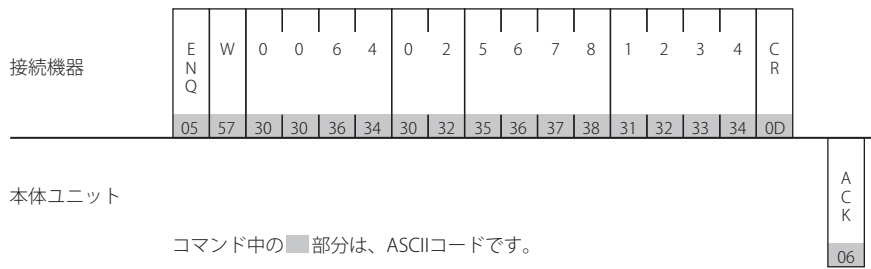 接続機器
ENQ W 0 0 6 4 0 2 5 6 7 8 1 2 3 4 CR
05 57 30 30 36 34 30 32 35 36 37 38 31 32 33 34 0D
本体ユニット
ACK
06
コマンド中の 部分は、ASCIIコードです。